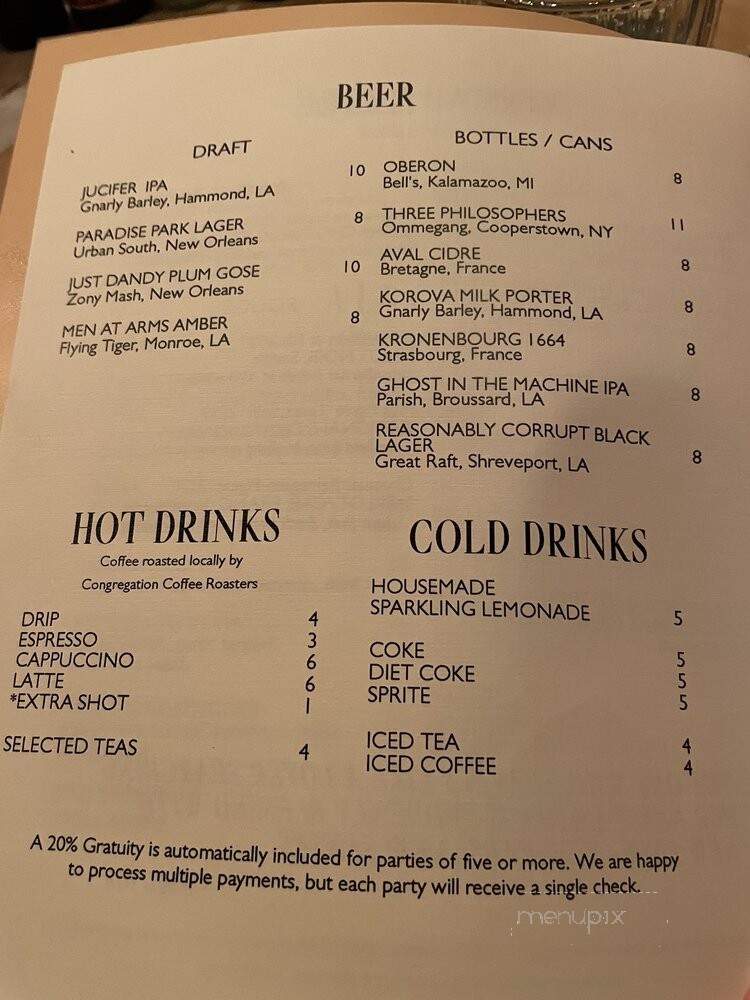 BEER
DRAFT
JUCIFER IPA 10
Gnarly Barley, Hammond, LA
PARADISE PARK LAGER 8
Urban South, New Orleans
JUST DANDY PLUM GOSE 10
Zony Mash, New Orleans
MEN AT ARMS AMBER 8
Flying Tiger, Monroe, LA
BOTTLES / CANS
OBERON 8
Bell's, Kalamazoo, MI
THREE PHILOSOPHERS 11
Ommegang, Cooperstown, NY
AVAL CIDRE 8
Bretagne, France
KOROVA MILK PORTER 8
Gnarly Barley, Hammond, LA
KRONENBOURG 1664 8
Strasbourg, France
GHOST IN THE MACHINE IPA 8
Parish, Broussard, LA
REASONABLY CORRUPT BLACK
LAGER 8
Great Raft, Shreveport, LA
HOT DRINKS
Coffee roasted locally by
Congregation Coffee Roasters
DRIP 4
ESPRESSO 3
CAPPUCCINO 6
LATTE 6
*EXTRA SHOT 1
SELECTED TEAS 4
COLD DRINKS
HOUSEMADE
SPARKLING LEMONADE 5
COKE 5
DIET COKE 5
SPRITE 5
ICED TEA 4
ICED COFFEE 4
A 20% Gratuity is automatically included for parties of five or more. We are happy
to process multiple payments, but each party will receive a single check.
menupix